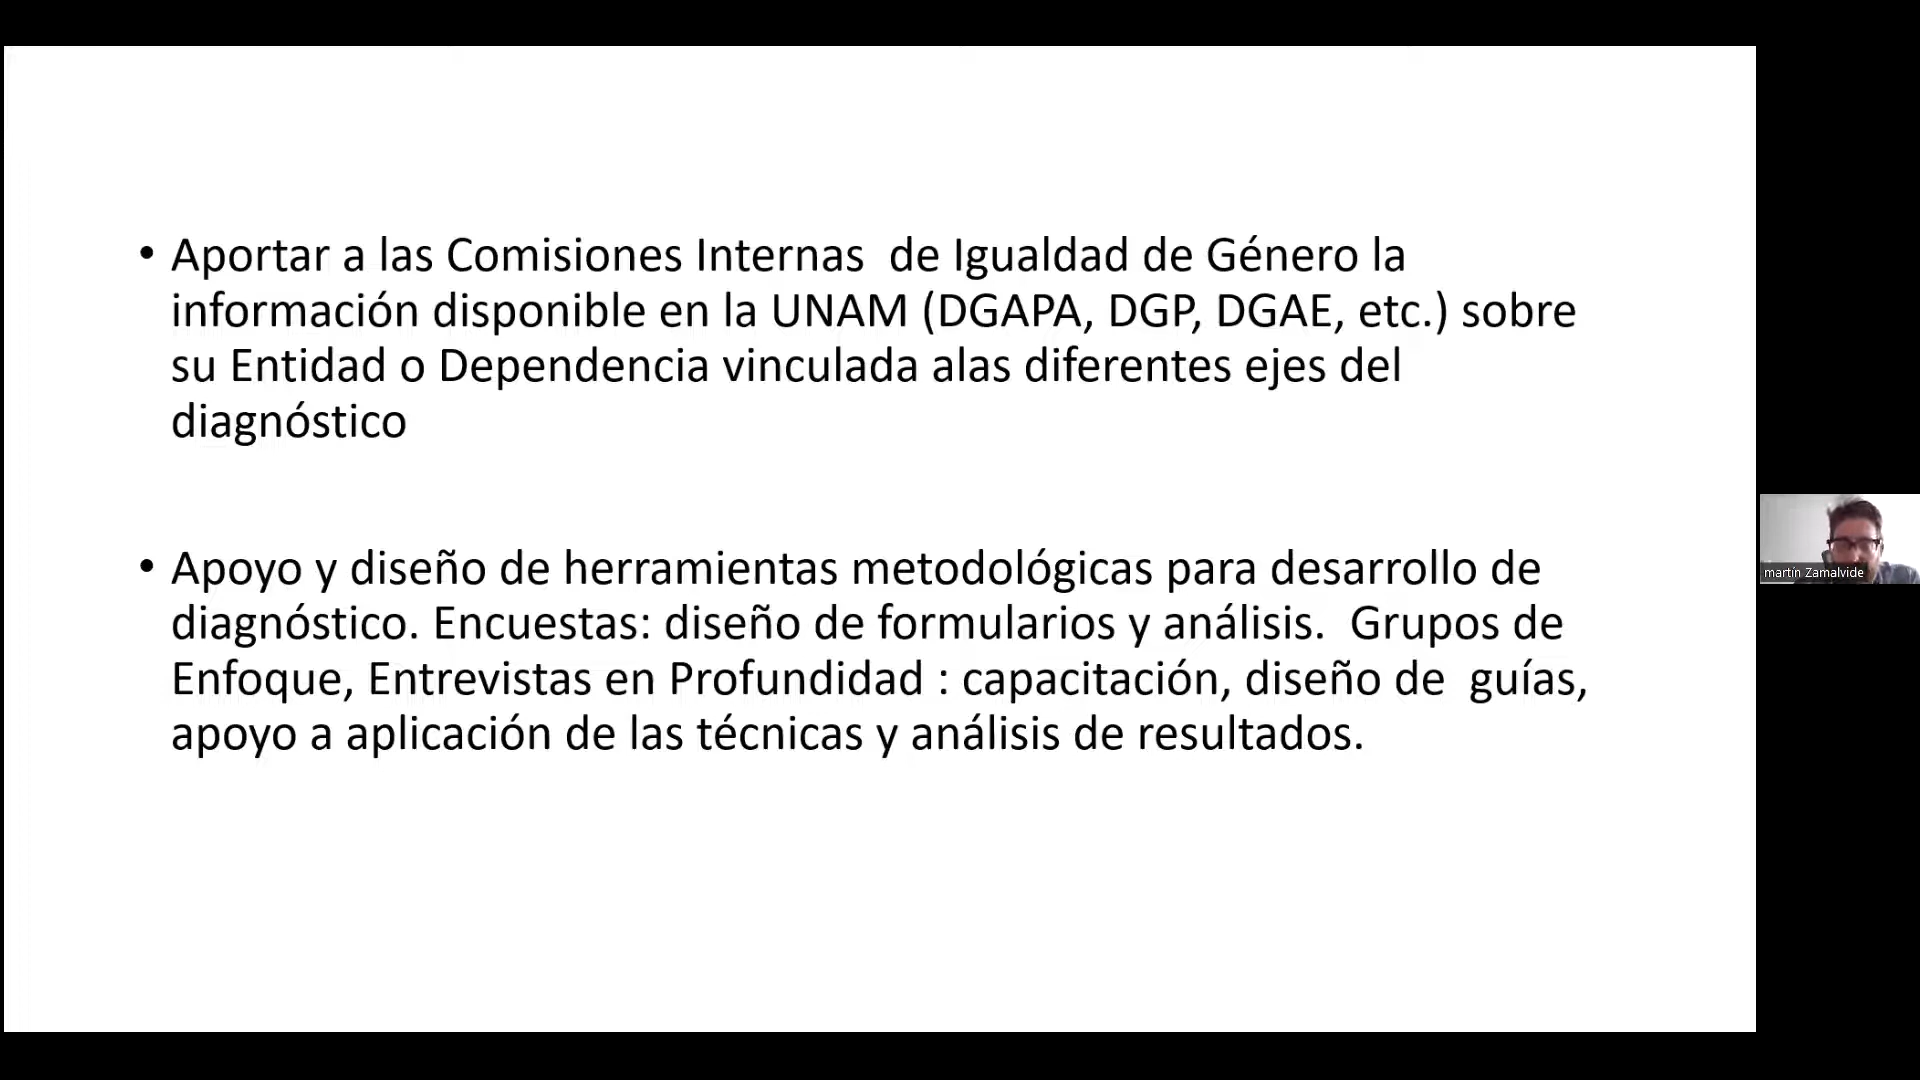 • Aportar a las Comisiones Internas  de Igualdad de Género la
información disponible en la UNAM (DGAPA, DGP, DGAE, etc.) sobre
su Entidad o Dependencia vinculada alas diferentes ejes del
diagnóstico
• Apoyo y diseño de herramientas metodológicas para desarrollo de
diagnóstico. Encuestas: diseño de formularios y análisis.  Grupos de
Enfoque, Entrevistas en Profundidad : capacitación, diseño de  guías,
apoyo a aplicación de las técnicas y análisis de resultados.
martín Zamalvide